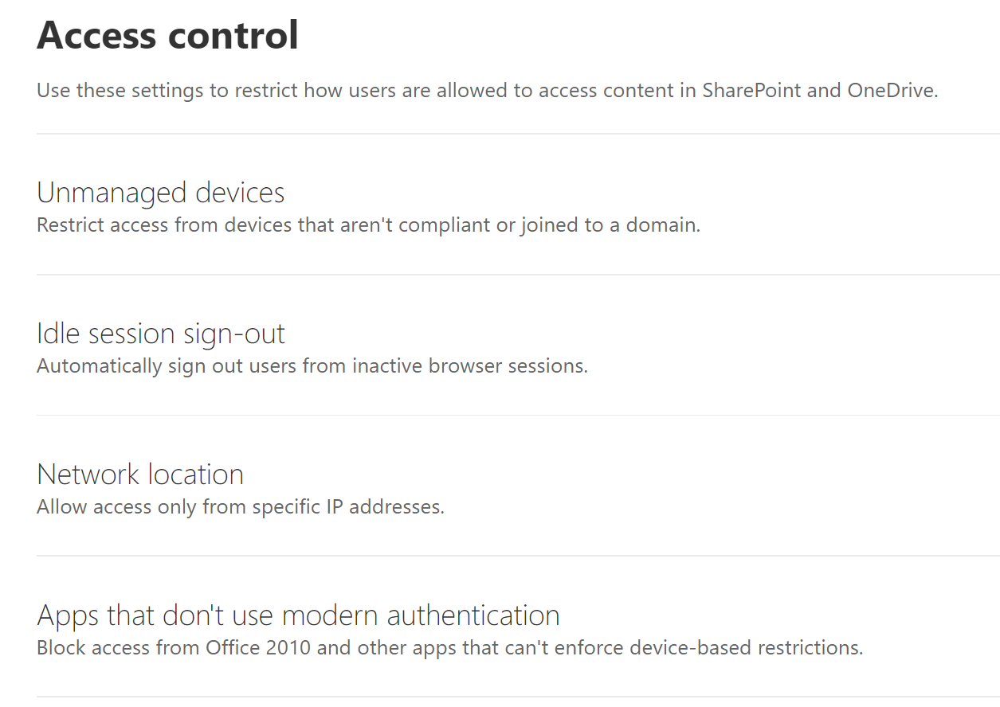 Access control
Use these settings to restrict how users are allowed to access content in SharePoint and OneDrive.
Unmanaged devices
Restrict access from devices that aren't compliant or joined to a domain.
Idle session sign-out
Automatically sign out users from inactive browser sessions.
Network location
Allow access only from specific IP addresses.
Apps that don't use modern authentication
Block access from Office 2010 and other apps that can't enforce device-based restrictions.